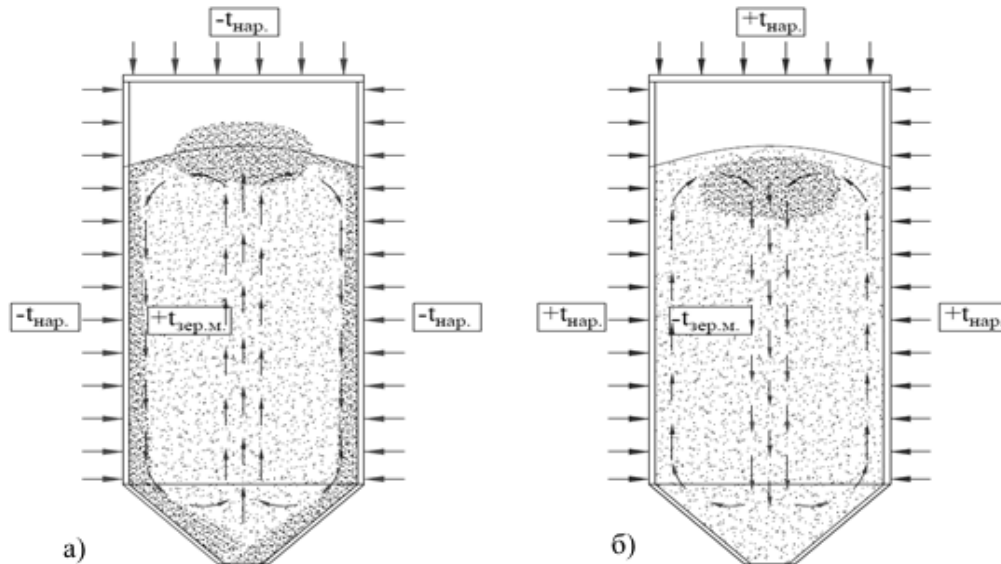 -tнар.
+tнар.
-tнар.
+tзер.м.
-tнар.
+tнар.
-tзер.м.
+tнар.
а)
б)